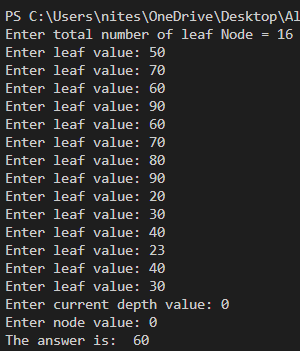 PS C:\Users\nites\OneDrive\Desktop\Al
Enter total number of leaf Node = 16
Enter leaf value: 50
Enter leaf value: 70
Enter leaf value: 60
Enter leaf value: 90
Enter leaf value: 60
Enter leaf value: 70
Enter leaf value: 80
Enter leaf value: 90
Enter leaf value: 20
Enter leaf value: 30
Enter leaf value: 40
Enter leaf value: 23
Enter leaf value: 40
Enter leaf value: 30
Enter current depth value: 0
Enter node value: 0
The answer is:  60